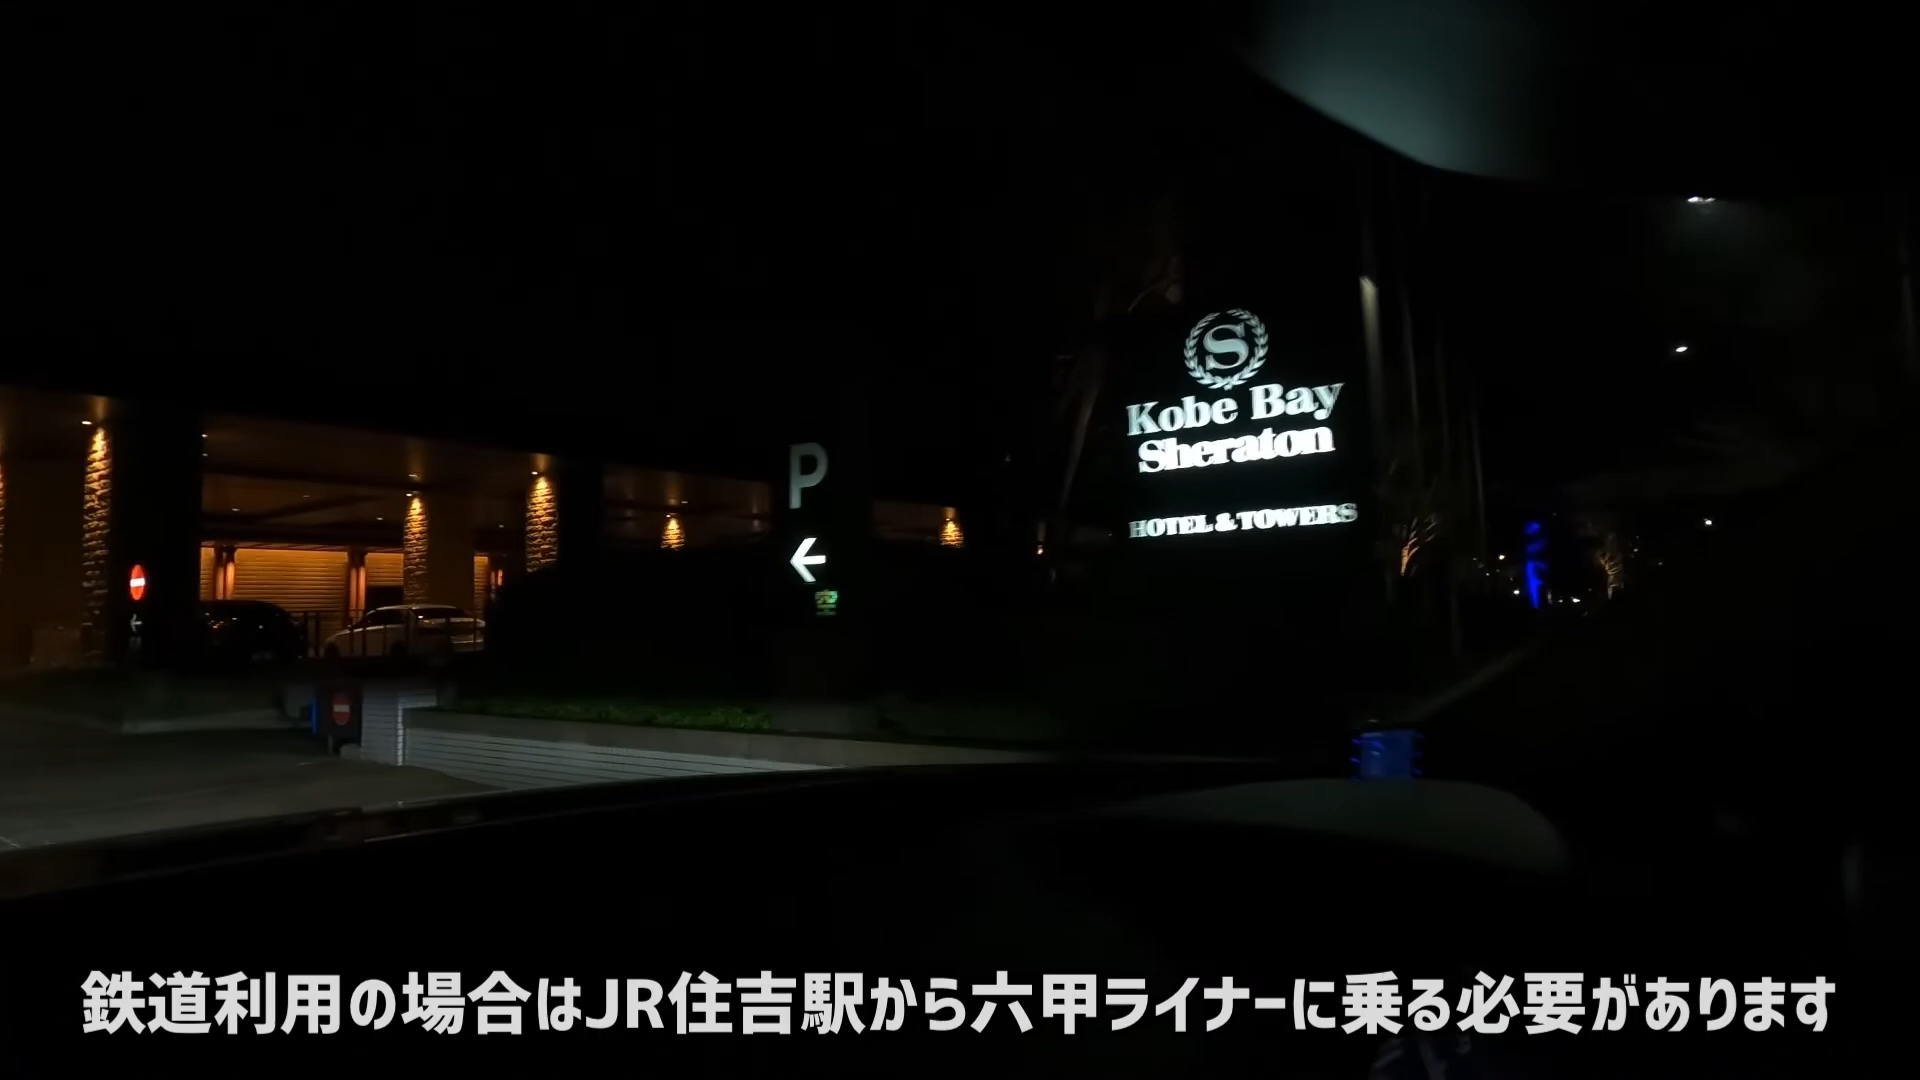 S
Kobe Bay
Sheraton
HOTEL & TOWERS
P
←
鉄道利用の場合はJR住吉駅から六甲ライナーに乗る必要があります